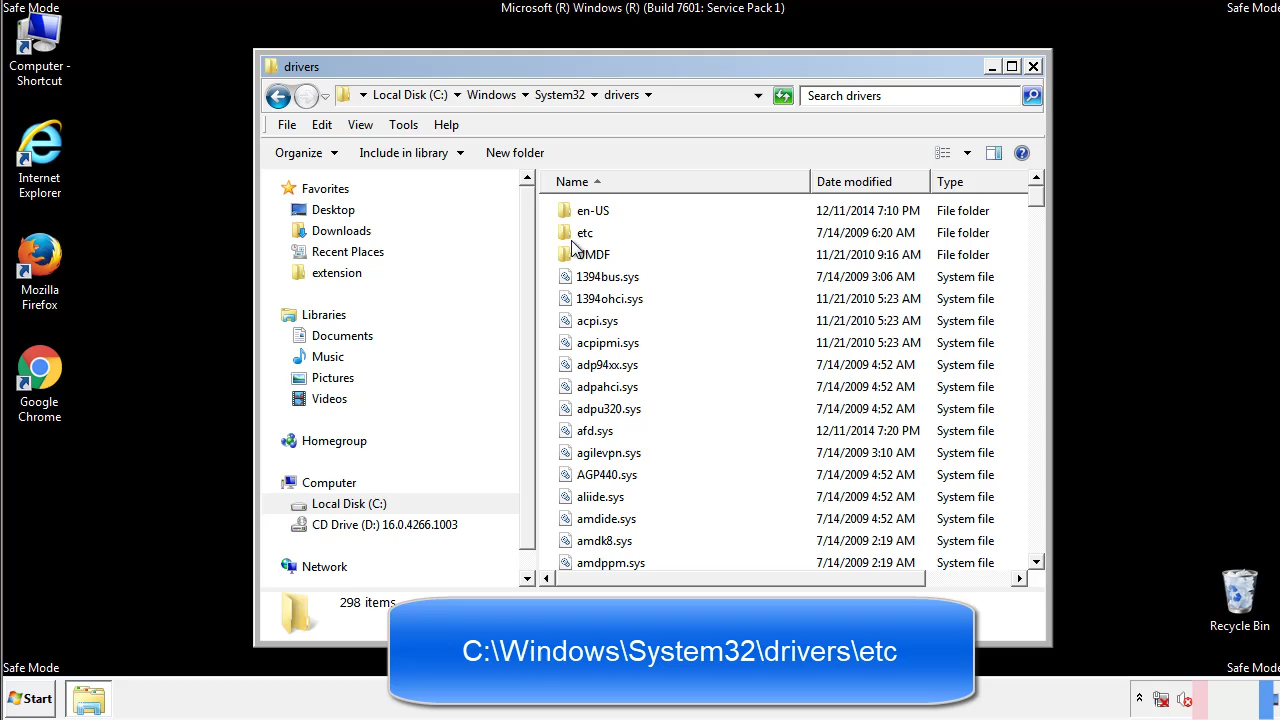 Safe Mode
Microsoft (R) Windows (R) (Build 7601: Service Pack 1)
Safe Mode
Computer -
Shortcut
Internet
Explorer
Mozilla
Firefox
Google
Chrome
drivers
Local Disk (C:) Windows System32 drivers
Search drivers
File Edit View Tools Help
Organize Include in library New folder
Favorites
Desktop
Downloads
Recent Places
extension
Libraries
Documents
Music
Pictures
Videos
Homegroup
Computer
Local Disk (C:)
CD Drive (D:) 16.0.4266.1003
Network
Name Date modified Type
en-US 12/11/2014 7:10 PM File folder
etc 7/14/2009 6:20 AM File folder
UMDF 11/21/2010 9:16 AM File folder
1394bus.sys 7/14/2009 3:06 AM System file
1394ohci.sys 11/21/2010 5:23 AM System file
acpi.sys 11/21/2010 5:23 AM System file
acpipmi.sys 11/21/2010 5:23 AM System file
adp94xx.sys 7/14/2009 4:52 AM System file
adpahci.sys 7/14/2009 4:52 AM System file
adpu320.sys 7/14/2009 4:52 AM System file
afd.sys 12/11/2014 7:20 PM System file
agilevpn.sys 7/14/2009 3:10 AM System file
AGP440.sys 7/14/2009 4:52 AM System file
aliide.sys 7/14/2009 4:52 AM System file
amdide.sys 7/14/2009 4:52 AM System file
amdk8.sys 7/14/2009 2:19 AM System file
amdppm.sys 7/14/2009 2:19 AM System file
298 items
C:\Windows\System32\drivers\etc
Recycle Bin
Safe Mode
Safe Mode
Start